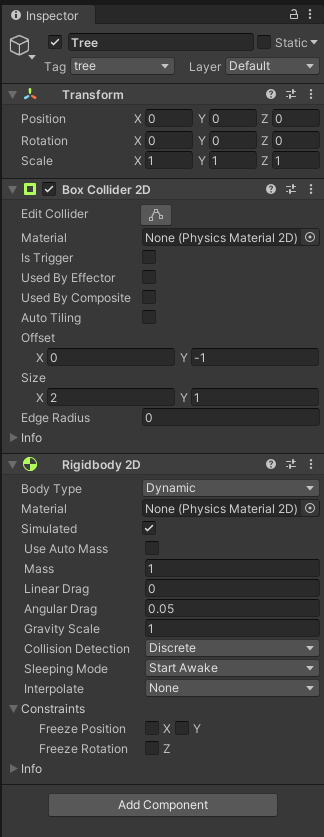 Inspector
Tree Static
Tag tree Layer Default
Transform
Position X 0 Y 0 Z 0
Rotation X 0 Y 0 Z 0
Scale X 1 Y 1 Z 1
Box Collider 2D
Edit Collider
Material None (Physics Material 2D)
Is Trigger
Used By Effector
Used By Composite
Auto Tiling
Offset
X 0 Y -1
Size
X 2 Y 1
Edge Radius 0
Info
Rigidbody 2D
Body Type Dynamic
Material None (Physics Material 2D)
Simulated
Use Auto Mass
Mass 1
Linear Drag 0
Angular Drag 0.05
Gravity Scale 1
Collision Detection Discrete
Sleeping Mode Start Awake
Interpolate None
Constraints
Freeze Position X Y
Freeze Rotation Z
Info
Add Component